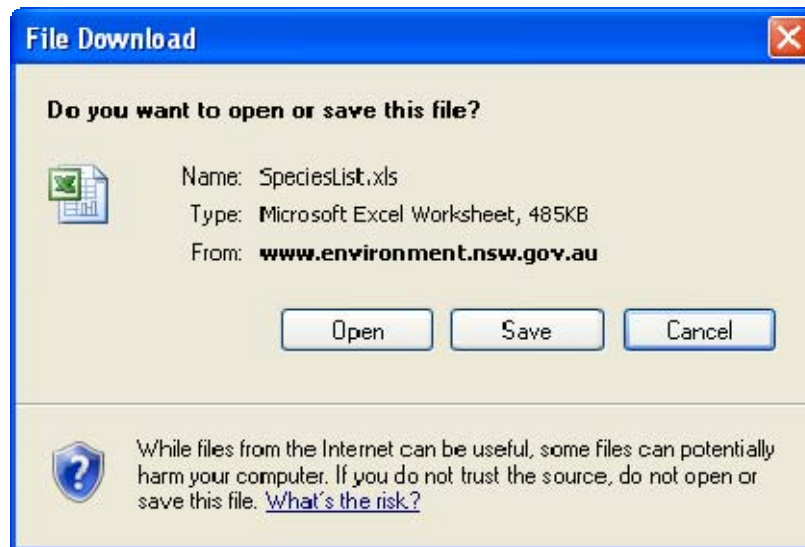 File Download
Do you want to open or save this file?
Name: SpeciesList.xls
Type: Microsoft Excel Worksheet, 485KB
From: www.environment.nsw.gov.au
Open Save Cancel
While files from the Internet can be useful, some files can potentially
harm your computer. If you do not trust the source, do not open or
save this file. What's the risk?